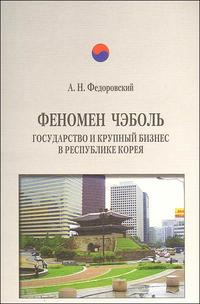 А. Н. Федоровский
ФЕНОМЕН ЧЭБОЛЬ
ГОСУДАРСТВО И КРУПНЫЙ БИЗНЕС
В РЕСПУБЛИКЕ КОРЕЯ